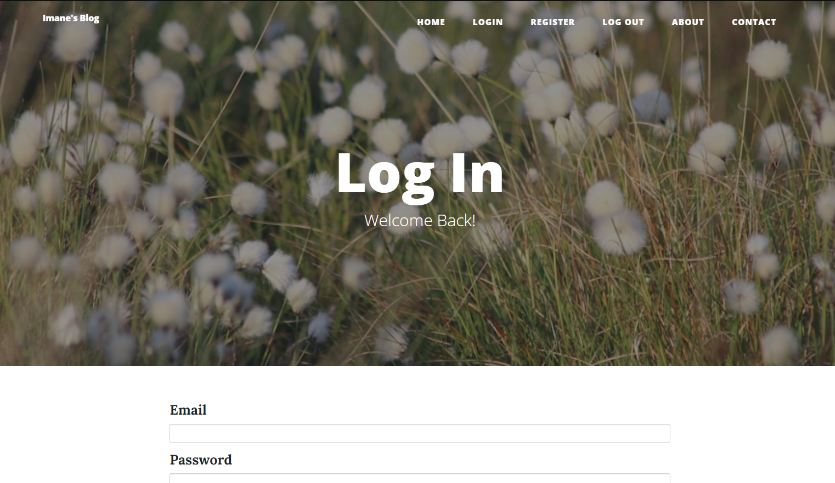 Imane's Blog
HOME LOGIN REGISTER LOG OUT ABOUT CONTACT
Log In
Welcome Back!
Email
Password